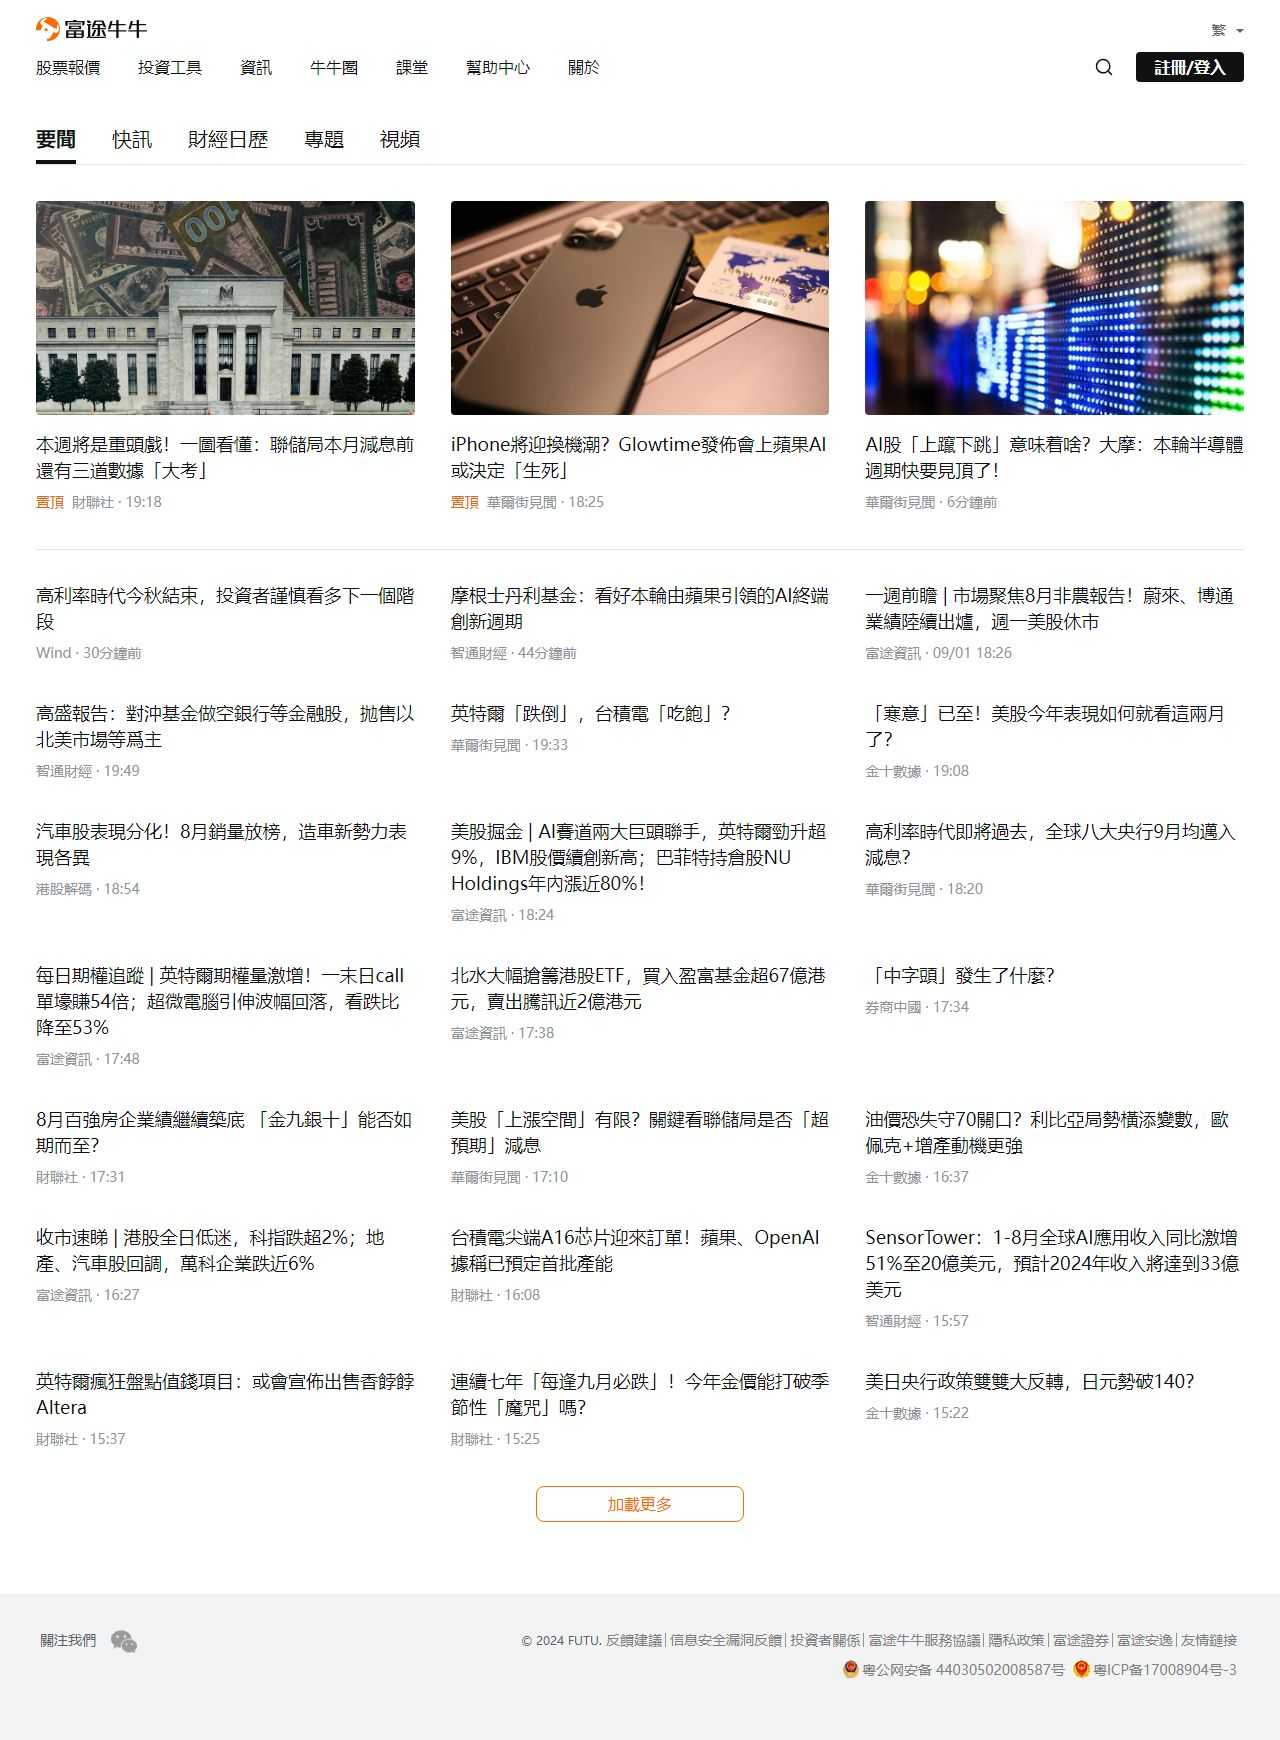 富途牛牛
繁
股票報價 投資工具 資訊 牛牛圈 課堂 幫助中心 關於
註冊/登入
要聞 快訊 財經日歷 專題 視頻
本週將是重頭戲！一圖看懂：聯儲局本月減息前
還有三道數據「大考」
置頂 財聯社 · 19:18
iPhone將迎換機潮？Glowtime發佈會上蘋果AI
或決定「生死」
置頂 華爾街見聞 · 18:25
AI股「上躥下跳」意味着啥？大摩：本輪半導體
週期快要見頂了！
華爾街見聞 · 6分鐘前
高利率時代今秋結束，投資者謹慎看多下一個階
段
Wind · 30分鐘前
摩根士丹利基金：看好本輪由蘋果引領的AI終端
創新週期
智通財經 · 44分鐘前
一週前瞻 | 市場聚焦8月非農報告！蔚來、博通
業績陸續出爐，週一美股休市
富途資訊 · 09/01 18:26
高盛報告：對沖基金做空銀行等金融股，拋售以
北美市場等爲主
智通財經 · 19:49
英特爾「跌倒」，台積電「吃飽」？
華爾街見聞 · 19:33
「寒意」已至！美股今年表現如何就看這兩月
了？
金十數據 · 19:08
汽車股表現分化！8月銷量放榜，造車新勢力表
現各異
港股解碼 · 18:54
美股掘金 | AI賽道兩大巨頭聯手，英特爾勁升超
9%，IBM股價續創新高；巴菲特持倉股NU
Holdings年內漲近80%！
富途資訊 · 18:24
高利率時代即將過去，全球八大央行9月均邁入
減息？
華爾街見聞 · 18:20
每日期權追蹤 | 英特爾期權量激增！一末日call
單壕賺54倍；超微電腦引伸波幅回落，看跌比
降至53%
富途資訊 · 17:48
北水大幅搶籌港股ETF，買入盈富基金超67億港
元，賣出騰訊近2億港元
富途資訊 · 17:38
「中字頭」發生了什麼？
券商中國 · 17:34
8月百強房企業績繼續築底 「金九銀十」能否如
期而至？
財聯社 · 17:31
美股「上漲空間」有限？關鍵看聯儲局是否「超
預期」減息
華爾街見聞 · 17:10
油價恐失守70關口？利比亞局勢橫添變數，歐
佩克+增產動機更強
金十數據 · 16:37
收市速睇 | 港股全日低迷，科指跌超2%；地
產、汽車股回調，萬科企業跌近6%
富途資訊 · 16:27
台積電尖端A16芯片迎來訂單！蘋果、OpenAI
據稱已預定首批產能
財聯社 · 16:08
SensorTower：1-8月全球AI應用收入同比激增
51%至20億美元，預計2024年收入將達到33億
美元
智通財經 · 15:57
英特爾瘋狂盤點值錢項目：或會宣佈出售香餑餑
Altera
財聯社 · 15:37
連續七年「每逢九月必跌」！今年金價能打破季
節性「魔咒」嗎？
財聯社 · 15:25
美日央行政策雙雙大反轉，日元勢破140？
金十數據 · 15:22
加載更多
關注我們
© 2024 FUTU. 反饋建議 | 信息安全漏洞反饋 | 投資者關係 | 富途牛牛服務協議 | 隱私政策 | 富途證券 | 富途安逸 | 友情鏈接
粤公网安备 44030502008587号 粤ICP备17008904号-3